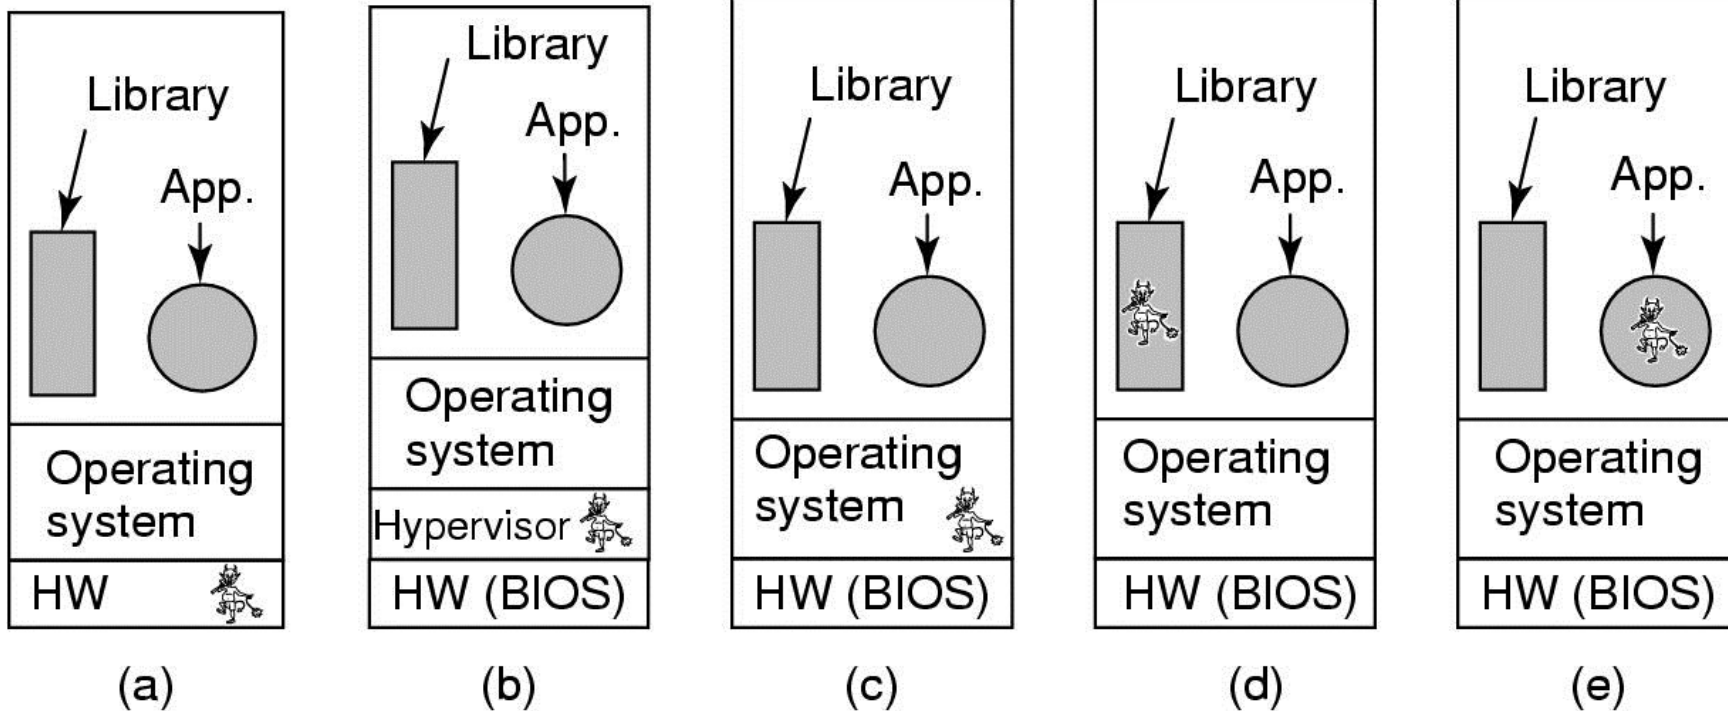 Library
App.
Operating
system
HW
(a)
Library
App.
Operating
system
Hypervisor
HW (BIOS)
(b)
Library
App.
Operating
system
HW (BIOS)
(c)
Library
App.
Operating
system
HW (BIOS)
(d)
Library
App.
Operating
system
HW (BIOS)
(e)